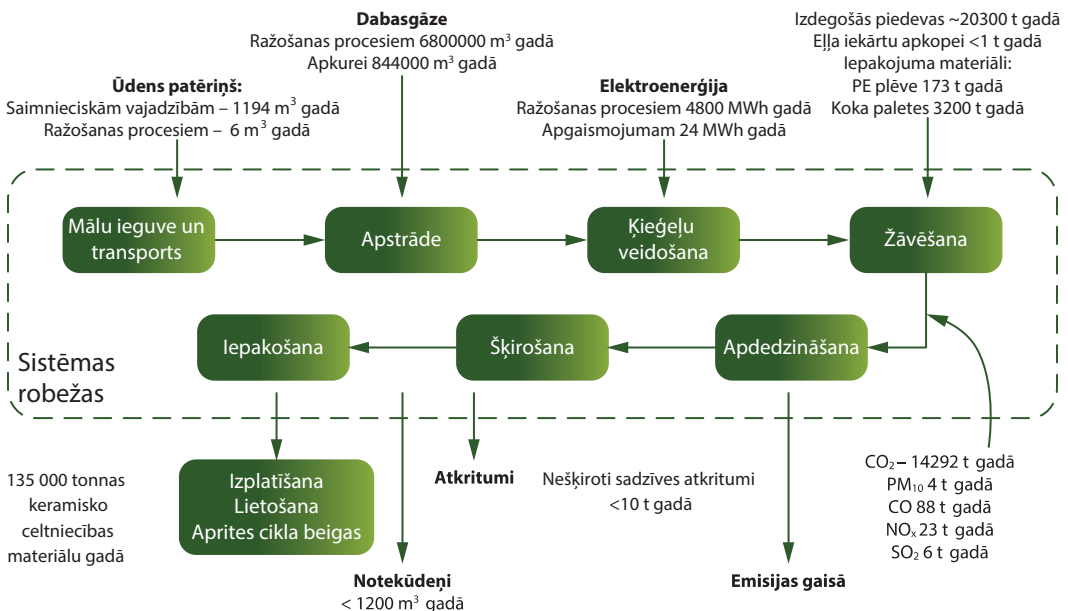 Dabasgāze
Ražošanas procesiem 6800000 m³ gadā
Apkurei 844000 m³ gadā
Izdegošās piedevas ~20300 t gadā
Eļļa iekārtu apkopei <1 t gadā
Iepakojuma materiāli:
PE plēve 173 t gadā
Koka paletes 3200 t gadā
Ūdens patēriņš:
Saimnieciskām vajadzībām – 1194 m³ gadā
Ražošanas procesiem – 6 m³ gadā
Elektroenerģija
Ražošanas procesiem 4800 MWh gadā
Apgaismojumam 24 MWh gadā
Mālu ieguve un
transports
Apstrāde
Ķieģeļu
veidošana
Žāvēšana
Iepakošana
Šķirošana
Apdedzināšana
Sistēmas
robežas
135 000 tonnas
keramisko
celtniecības
materiālu gadā
Izplatīšana
Lietošana
Aprites cikla beigas
Atkritumi
Nešķiroti sadzīves atkritumi
<10 t gadā
CO₂ – 14292 t gadā
PM₁₀ 4 t gadā
CO 88 t gadā
NOₓ 23 t gadā
SO₂ 6 t gadā
Notekūdeņi
< 1200 m³ gadā
Emisijas gaisā